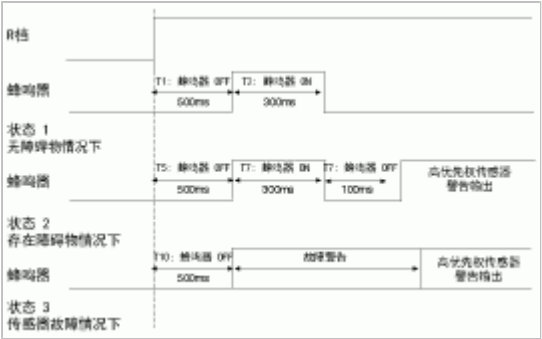 R档
T1: 蜂鸣器 OFF
T2: 蜂鸣器 ON
蜂鸣器
500ms
300ms
状态 1
无障碍物情况下
T5: 蜂鸣器 OFF
T7: 蜂鸣器 ON
T7: 蜂鸣器 OFF
高优先权传感器
警告输出
蜂鸣器
500ms
300ms
100ms
状态 2
存在障碍物情况下
T10: 蜂鸣器 OFF
故障警告
高优先权传感器
警告输出
蜂鸣器
500ms
状态 3
传感器故障情况下